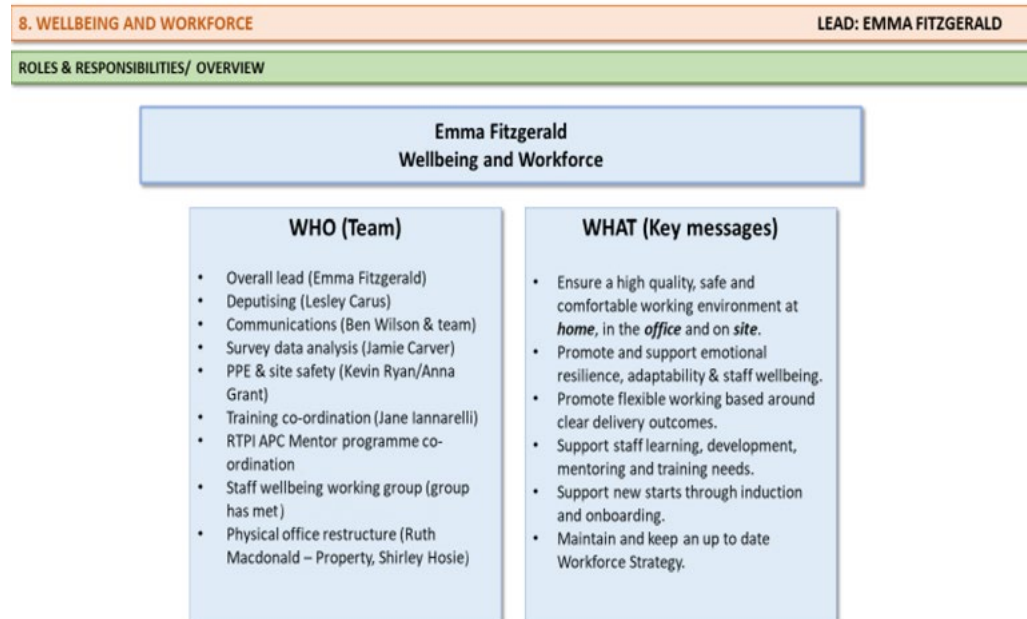 8. WELLBEING AND WORKFORCE
LEAD: EMMA FITZGERALD
ROLES & RESPONSIBILITIES/ OVERVIEW
Emma Fitzgerald
Wellbeing and Workforce
WHO (Team)
• Overall lead (Emma Fitzgerald)
• Deputising (Lesley Carus)
• Communications (Ben Wilson & team)
• Survey data analysis (Jamie Carver)
• PPE & site safety (Kevin Ryan/Anna
Grant)
• Training co-ordination (Jane Iannarelli)
• RTPI APC Mentor programme co-
ordination
• Staff wellbeing working group (group
has met)
• Physical office restructure (Ruth
Macdonald – Property, Shirley Hosie)
WHAT (Key messages)
• Ensure a high quality, safe and
comfortable working environment at
home, in the office and on site.
• Promote and support emotional
resilience, adaptability & staff wellbeing.
• Promote flexible working based around
clear delivery outcomes.
• Support staff learning, development,
mentoring and training needs.
• Support new starts through induction
and onboarding.
• Maintain and keep an up to date
Workforce Strategy.